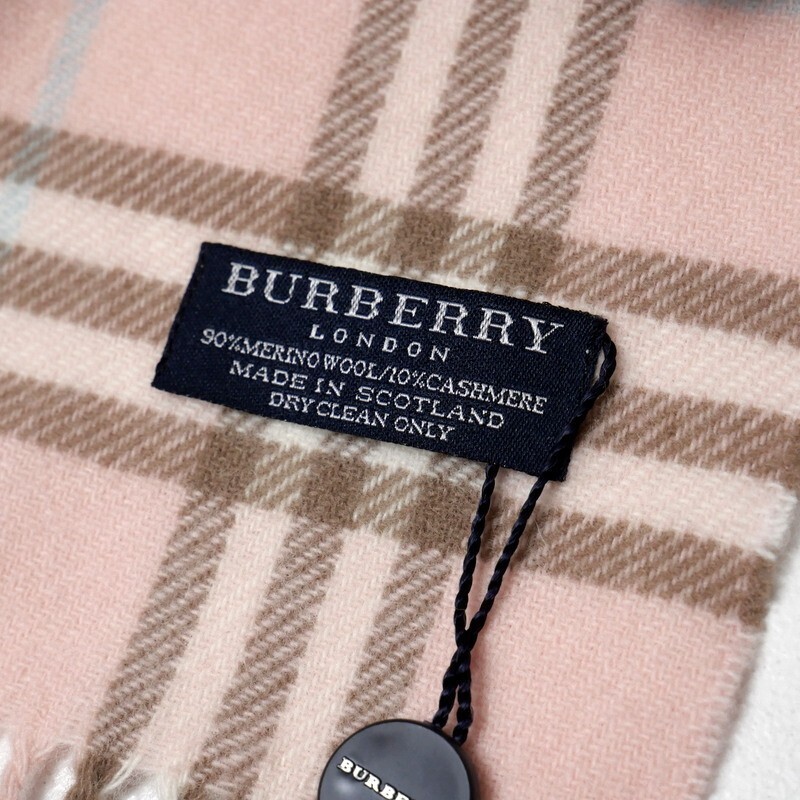 BURBERRY
LONDON
90%MERINO WOOL/10%CASHMERE
MADE IN SCOTLAND
DRY CLEAN ONLY